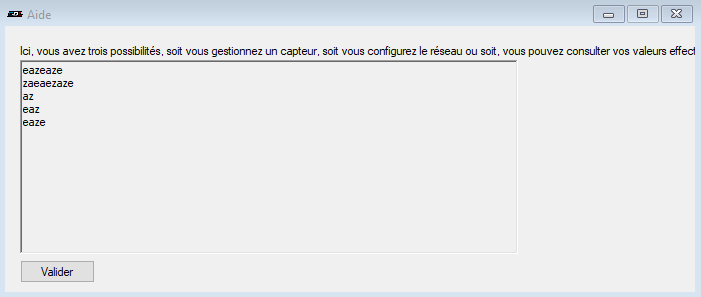 Aide
Ici, vous avez trois possibilités, soit vous gestionnez un capteur, soit vous configurez le réseau ou soit, vous pouvez consulter vos valeurs effect
eazeaze
zaeaezaze
az
eaz
eaze
Valider